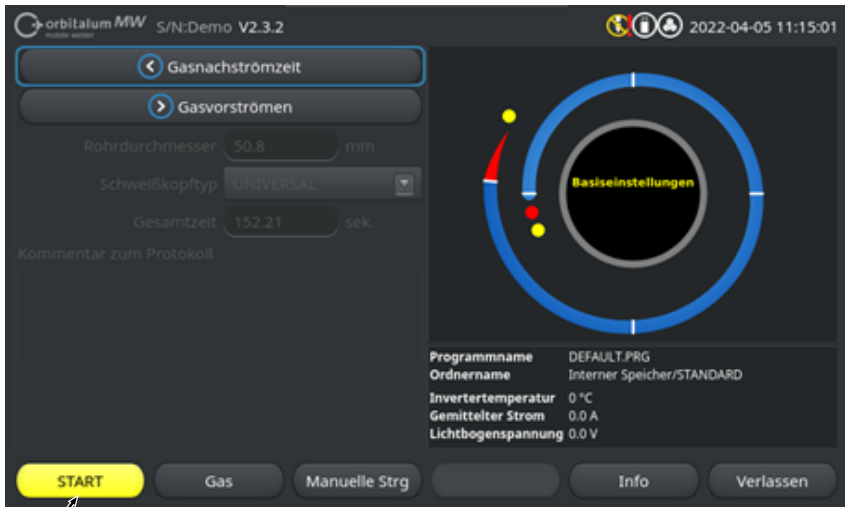 orbitalum MW
mobile welder
S/N:Demo V2.3.2
2022-04-05 11:15:01
Gasnachströmzeit
Gasvorströmen
Rohrdurchmesser 50.8 mm
Schweißkopftyp UNIVERSAL
Gesamtzeit 152.21 sek.
Kommentar zum Protokoll
Basiseinstellungen
Programmname DEFAULT.PRG
Ordnername Interner Speicher/STANDARD
Invertertemperatur 0 °C
Gemittelter Strom 0.0 A
Lichtbogenspannung 0.0 V
START Gas Manuelle Strg Info Verlassen